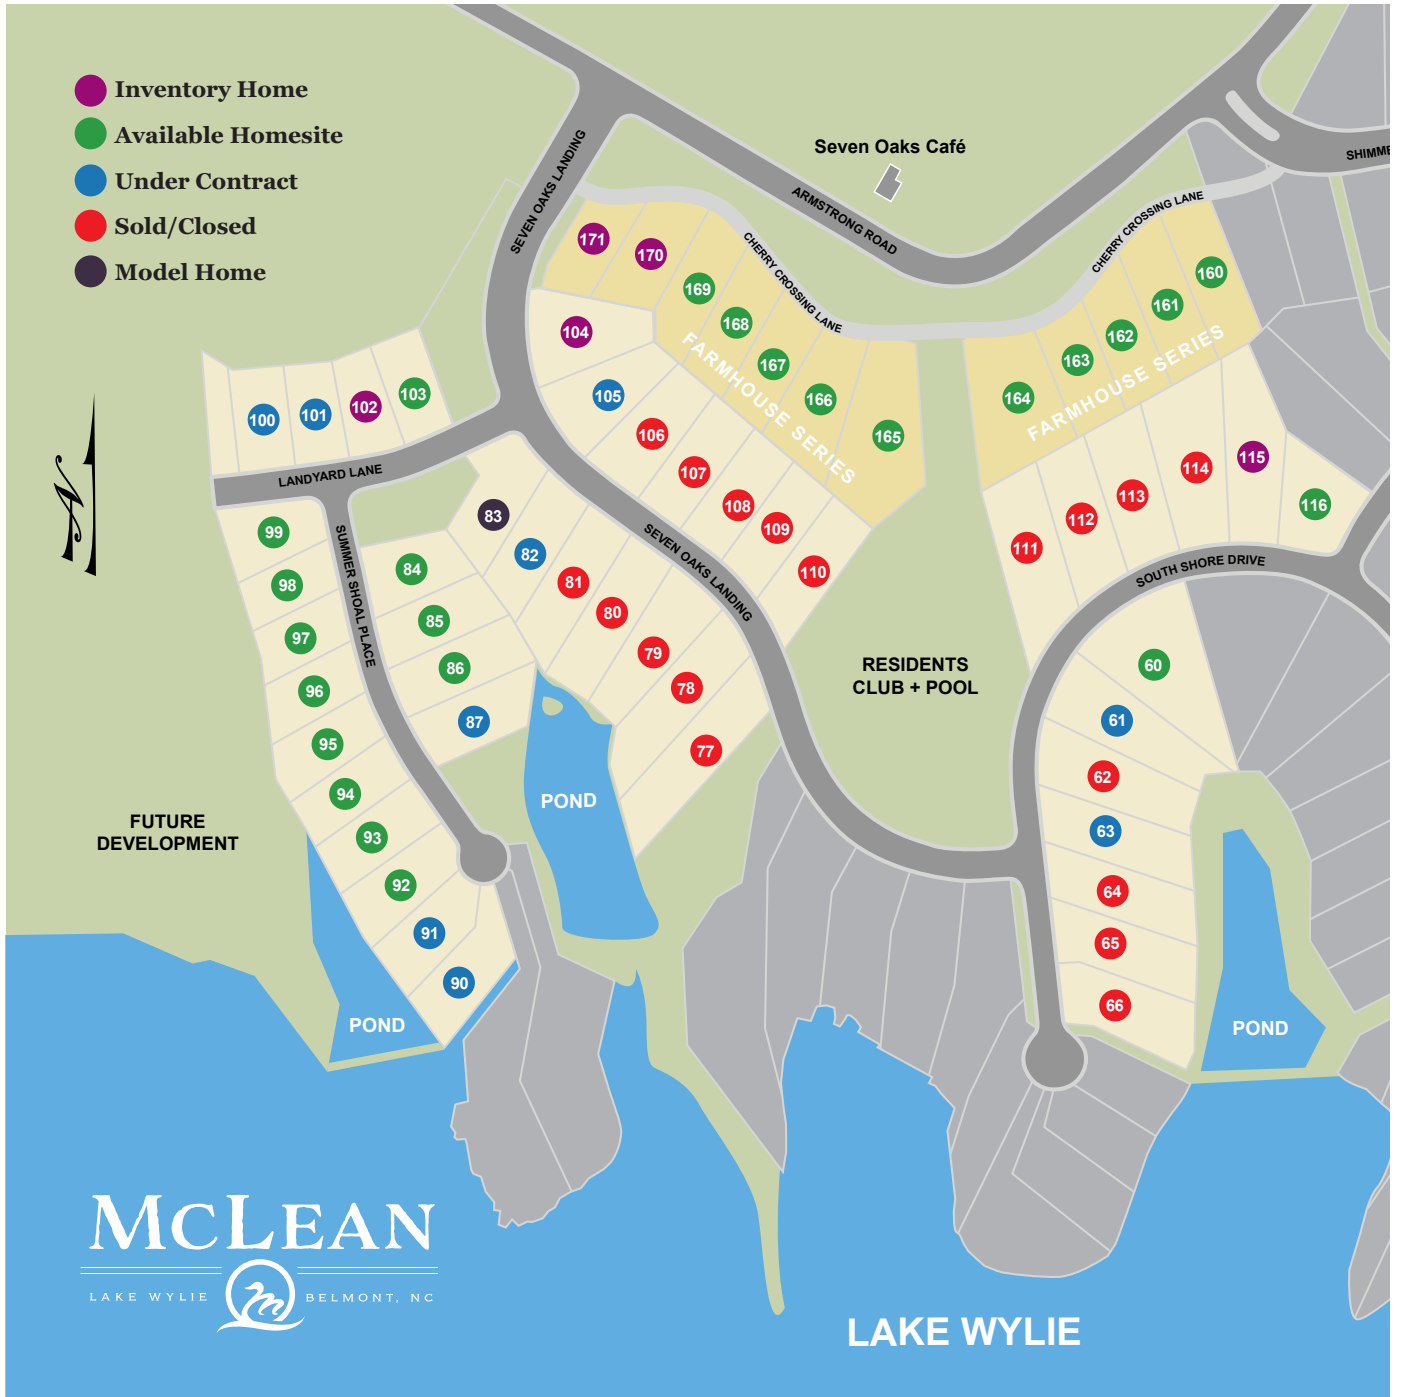 Inventory Home
Available Homesite
Under Contract
Sold/Closed
Model Home
Seven Oaks Café
ARMSTRONG ROAD
SEVEN OAKS LANDING
CHERRY CROSSING LANE
CHERRY CROSSING LANE
SHIMME
171
170
169
168
167
166
165
FARMHOUSE SERIES
160
161
162
163
164
FARMHOUSE SERIES
104
105
106
107
108
109
110
100
101
102
103
LANDYARD LANE
SUMMER SHOAL PLACE
SEVEN OAKS LANDING
SOUTH SHORE DRIVE
111
112
113
114
115
116
99
98
97
96
95
94
93
92
91
90
83
82
81
80
79
78
77
84
85
86
87
60
61
62
63
64
65
66
RESIDENTS
CLUB + POOL
FUTURE
DEVELOPMENT
POND
POND
POND
N
MCLEAN
LAKE WYLIE
BELMONT, NC
LAKE WYLIE